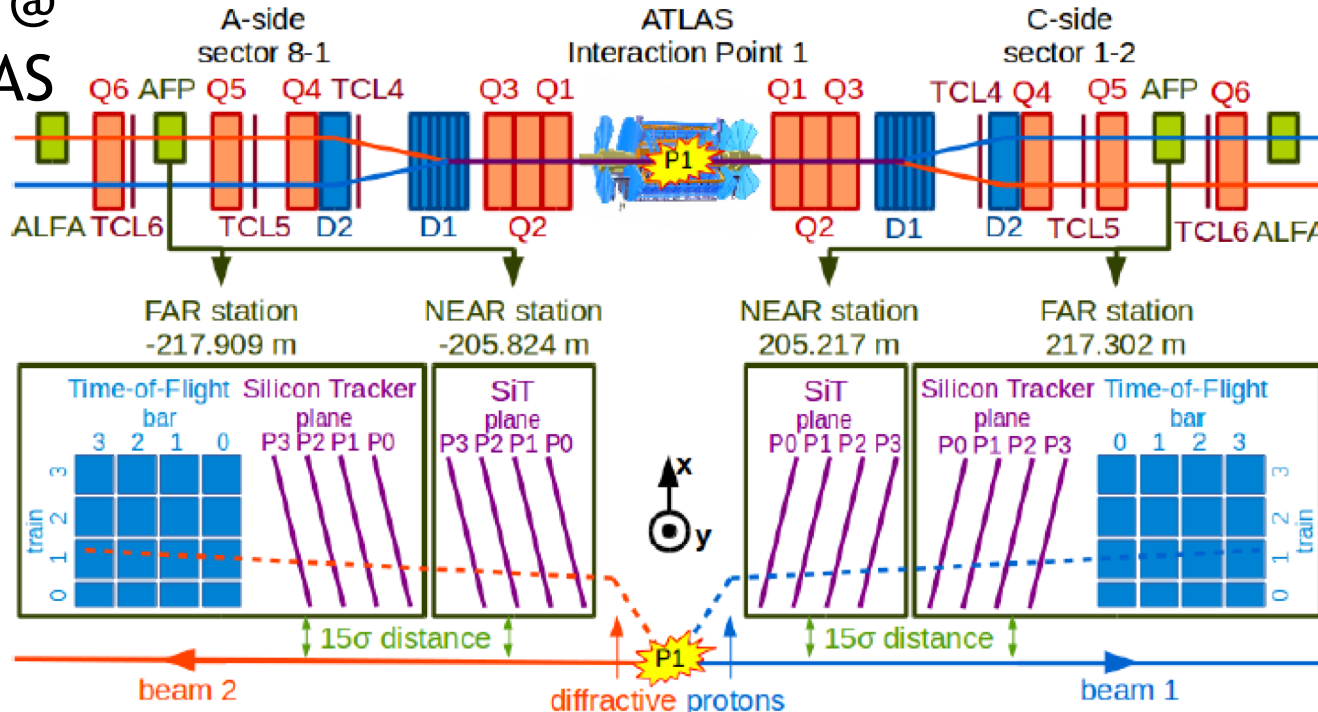 @
AS
A-side
sector 8-1
ATLAS
Interaction Point 1
C-side
sector 1-2
Q6 AFP Q5 Q4 TCL4 Q3 Q1 Q1 Q3 TCL4 Q4 Q5 AFP Q6
P1
ALFA TCL6 TCL5 D2 D1 Q2 Q2 D1 D2 TCL5 TCL6 ALFA
FAR station
-217.909 m
NEAR station
-205.824 m
NEAR station
205.217 m
FAR station
217.302 m
Time-of-Flight
bar
3 2 1 0
train
3
2
1
0
Silicon Tracker
plane
P3 P2 P1 P0
SiT
plane
P3 P2 P1 P0
x
y
SiT
plane
P0 P1 P2 P3
Silicon Tracker
plane
P0 P1 P2 P3
Time-of-Flight
bar
0 1 2 3
3
2
1
0
train
15σ distance
15σ distance
P1
beam 2
diffractive protons
beam 1